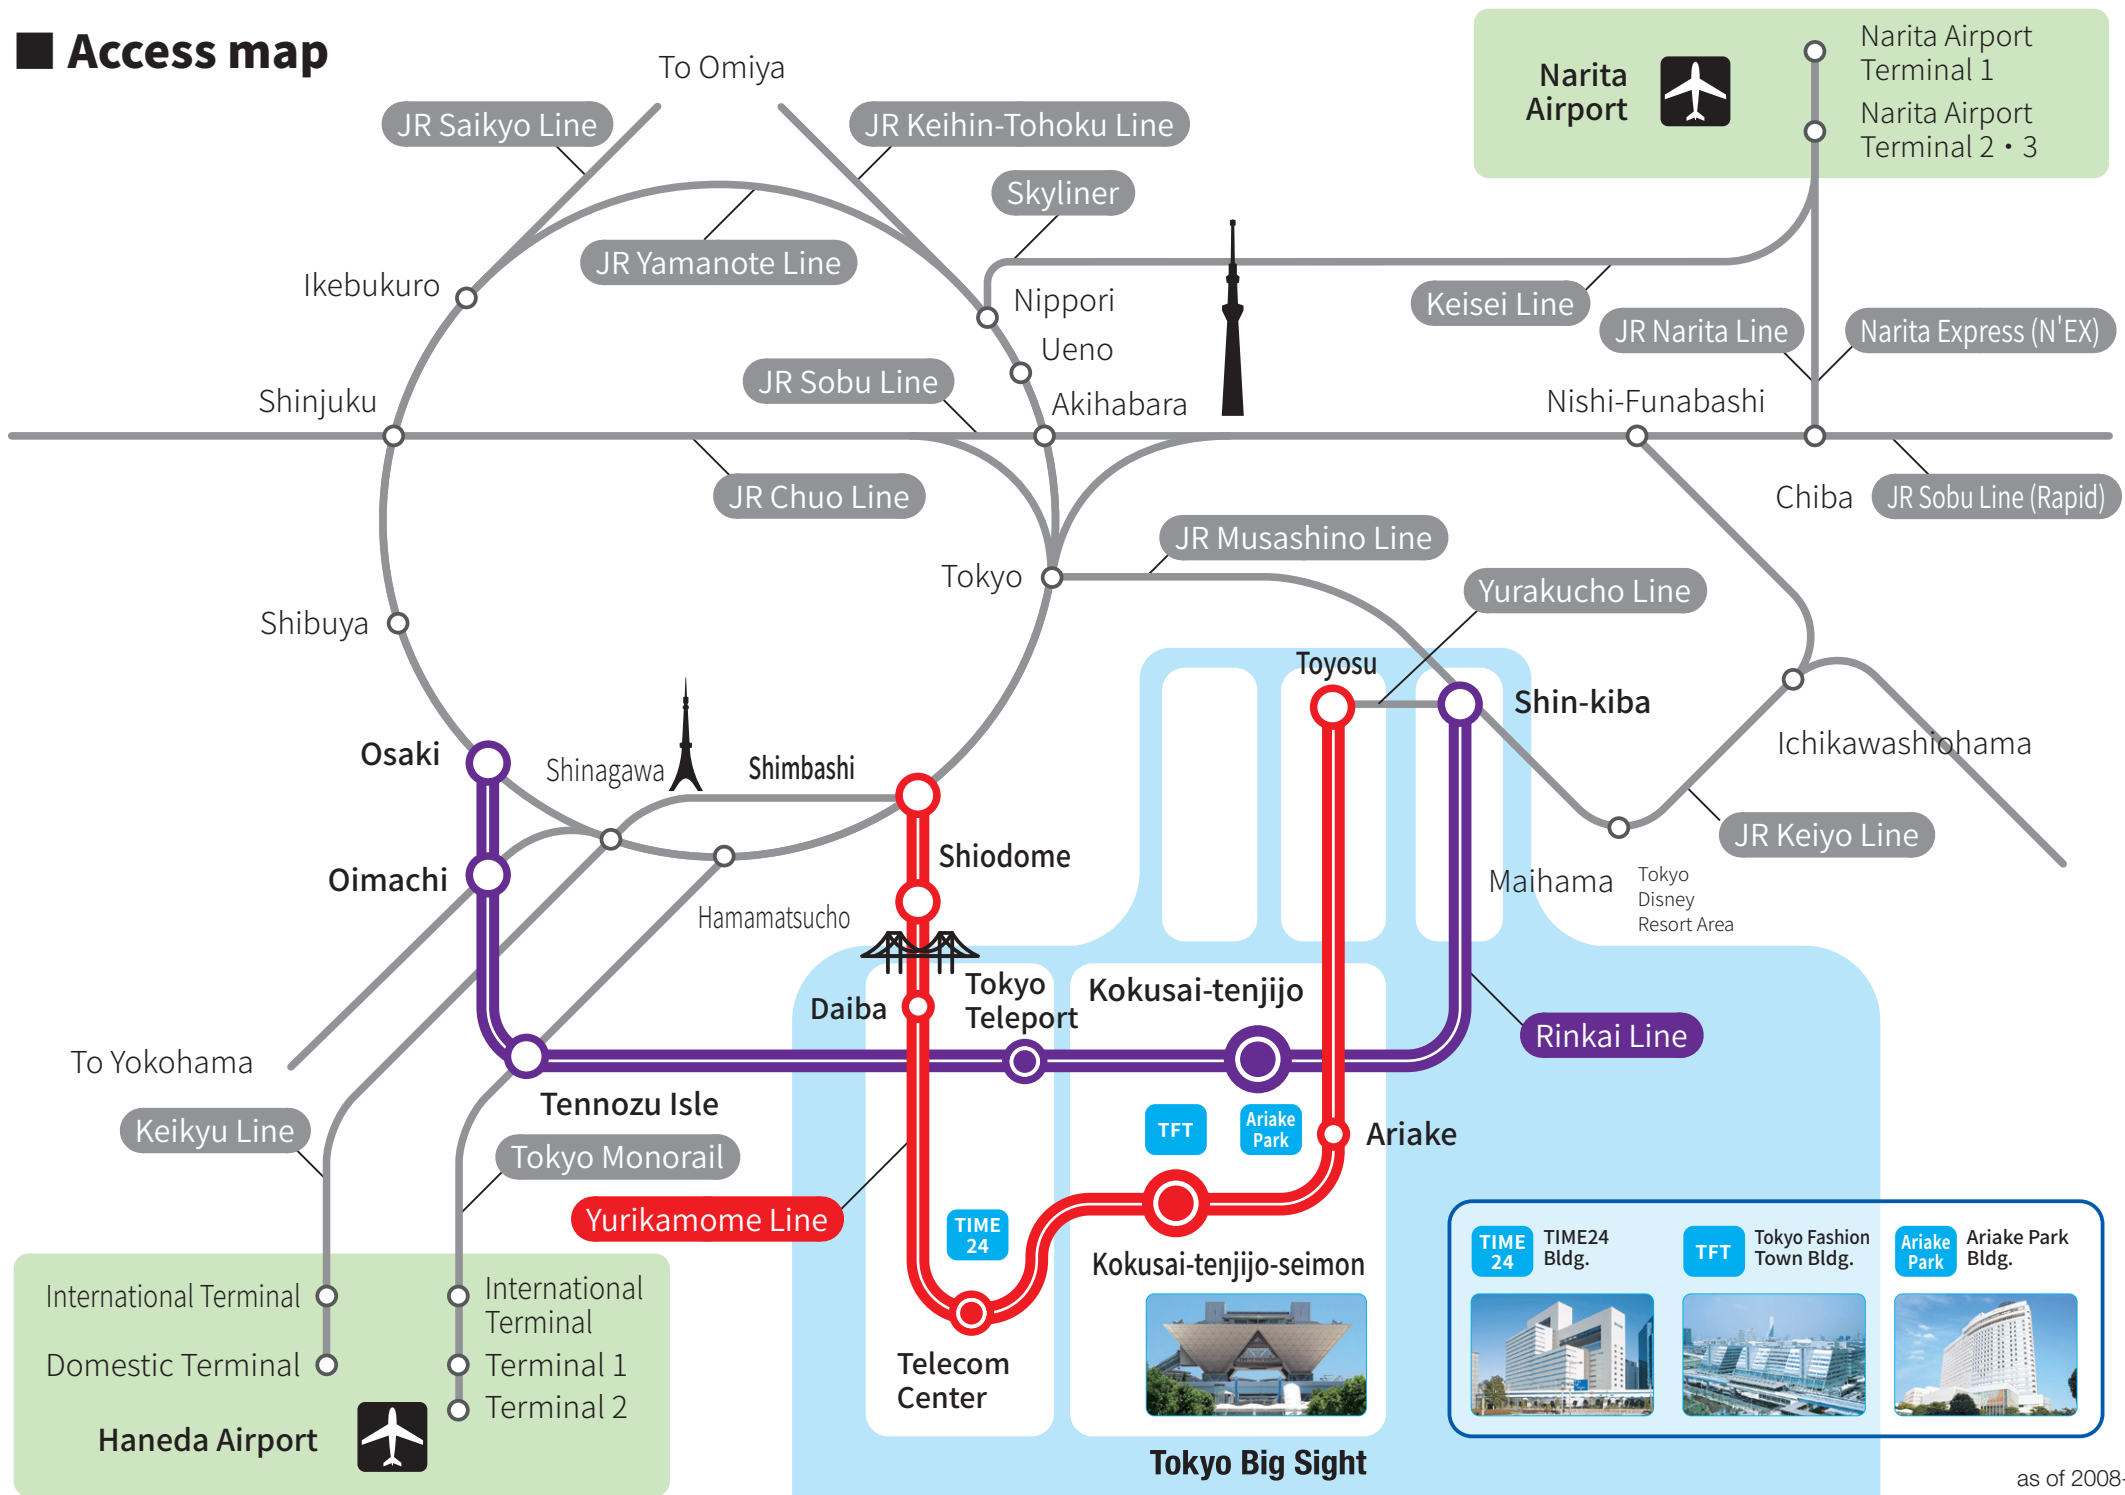 Access map
To Omiya
JR Saikyo Line
JR Keihin-Tohoku Line
Narita
Airport
Narita Airport
Terminal 1
Narita Airport
Terminal 2・3
Skyliner
JR Yamanote Line
Ikebukuro
Nippori
Keisei Line
JR Narita Line
Narita Express (N'EX)
Ueno
JR Sobu Line
Shinjuku
Akihabara
Nishi-Funabashi
JR Chuo Line
Chiba
JR Sobu Line (Rapid)
JR Musashino Line
Tokyo
Yurakucho Line
Shibuya
Toyosu
Shin-kiba
Osaki
Shinagawa
Shimbashi
Ichikawashiohama
JR Keiyo Line
Shiodome
Oimachi
Maihama
Tokyo
Disney
Resort Area
Hamamatsucho
Daiba
Tokyo
Teleport
Kokusai-tenjijo
Rinkai Line
To Yokohama
Tennozu Isle
Keikyu Line
TFT
Ariake
Park
Ariake
Tokyo Monorail
Yurikamome Line
TIME
24
Kokusai-tenjijo-seimon
TIME
24
TIME24
Bldg.
TFT
Tokyo Fashion
Town Bldg.
Ariake
Park
Ariake Park
Bldg.
International Terminal
International
Terminal
Domestic Terminal
Terminal 1
Terminal 2
Haneda Airport
Telecom
Center
Tokyo Big Sight
as of 2008-